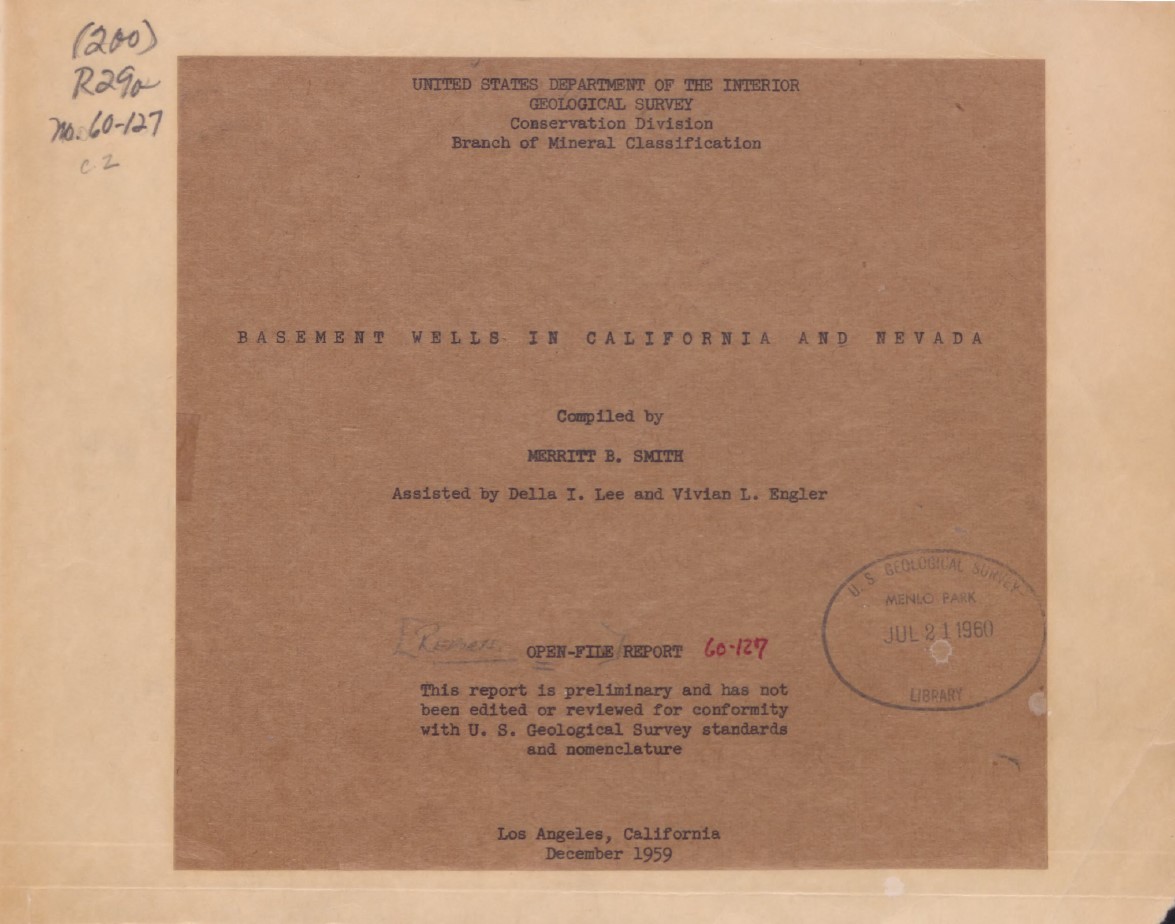 (200)
R29o
no. 60-127
c. 2
UNITED STATES DEPARTMENT OF THE INTERIOR
GEOLOGICAL SURVEY
Conservation Division
Branch of Mineral Classification
BASEMENT WELLS IN CALIFORNIA AND NEVADA
Compiled by
MERRITT B. SMITH
Assisted by Della I. Lee and Vivian L. Engler
U. S. GEOLOGICAL SURVEY
MENLO PARK
JUL 21 1960
LIBRARY
[Reports.
OPEN-FILE REPORT 60-127
This report is preliminary and has not
been edited or reviewed for conformity
with U. S. Geological Survey standards
and nomenclature
Los Angeles, California
December 1959